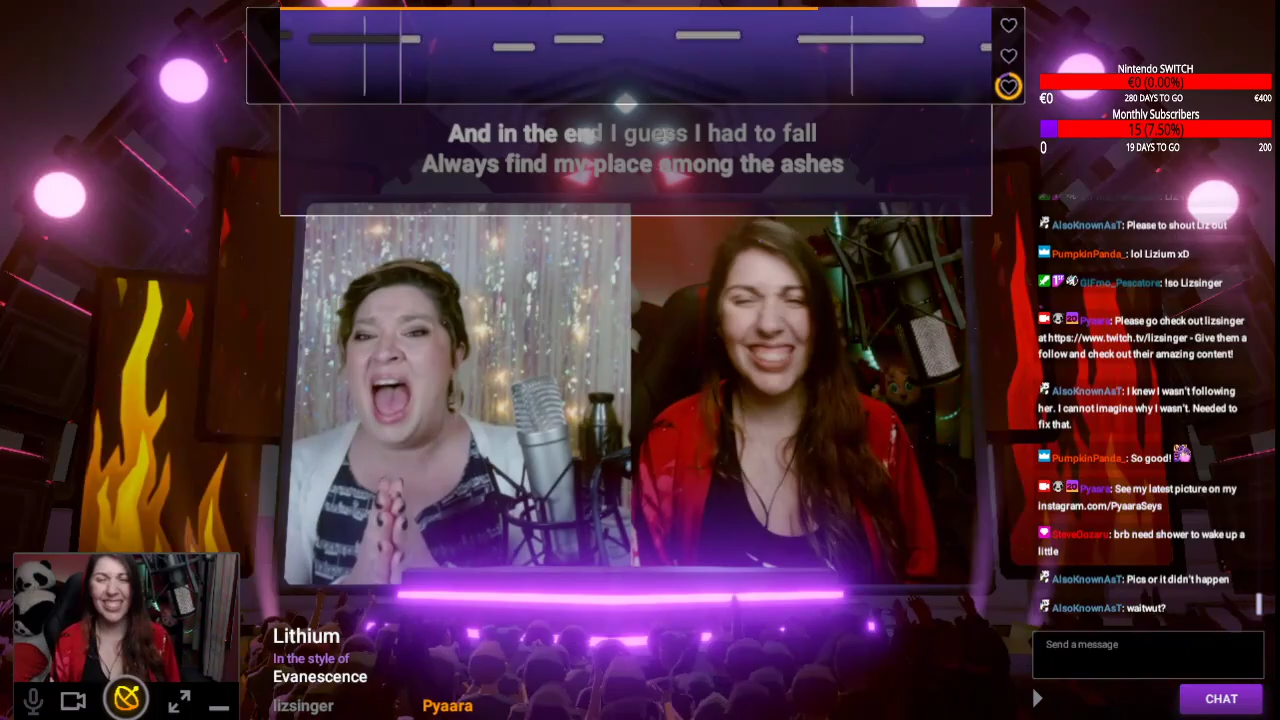 And in the end I guess I had to fall
Always find my place among the ashes
Nintendo SWITCH
€0 (0.00%)
€0 280 DAYS TO GO €400
Monthly Subscribers
15 (7.50%)
0 19 DAYS TO GO 200
AlsoKnownAsT: Please to shout Liz out
PumpkinPanda_: lol Lizium xD
GIFmo_Pescatore: !so Lizsinger
Pyaara: Please go check out lizsinger
at https://www.twitch.tv/lizsinger - Give them a
follow and check out their amazing content!
AlsoKnownAsT: I knew I wasn't following
her. I cannot imagine why I wasn't. Needed to
fix that.
PumpkinPanda_: So good!
Pyaara: See my latest picture on my
Instagram.com/PyaaraSeys
SteveOuzaru: brb need shower to wake up a
little
AlsoKnownAsT: Pics or it didn't happen
AlsoKnownAsT: waitwut?
Send a message
CHAT
Lithium
In the style of
Evanescence
lizsinger Pyaara